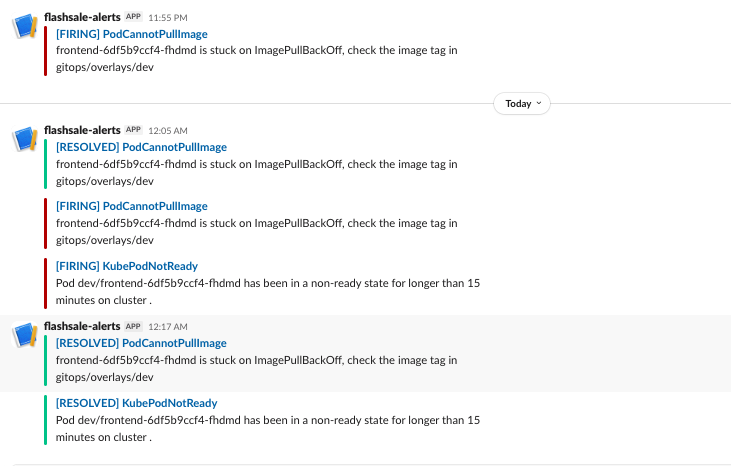 flashsale-alerts APP 11:55 PM
[FIRING] PodCannotPullImage
frontend-6df5b9ccf4-fhdmd is stuck on ImagePullBackOff, check the image tag in
gitops/overlays/dev
Today
flashsale-alerts APP 12:05 AM
[RESOLVED] PodCannotPullImage
frontend-6df5b9ccf4-fhdmd is stuck on ImagePullBackOff, check the image tag in
gitops/overlays/dev
[FIRING] PodCannotPullImage
frontend-6df5b9ccf4-fhdmd is stuck on ImagePullBackOff, check the image tag in
gitops/overlays/dev
[FIRING] KubePodNotReady
Pod dev/frontend-6df5b9ccf4-fhdmd has been in a non-ready state for longer than 15
minutes on cluster .
flashsale-alerts APP 12:17 AM
[RESOLVED] PodCannotPullImage
frontend-6df5b9ccf4-fhdmd is stuck on ImagePullBackOff, check the image tag in
gitops/overlays/dev
[RESOLVED] KubePodNotReady
Pod dev/frontend-6df5b9ccf4-fhdmd has been in a non-ready state for longer than 15
minutes on cluster .